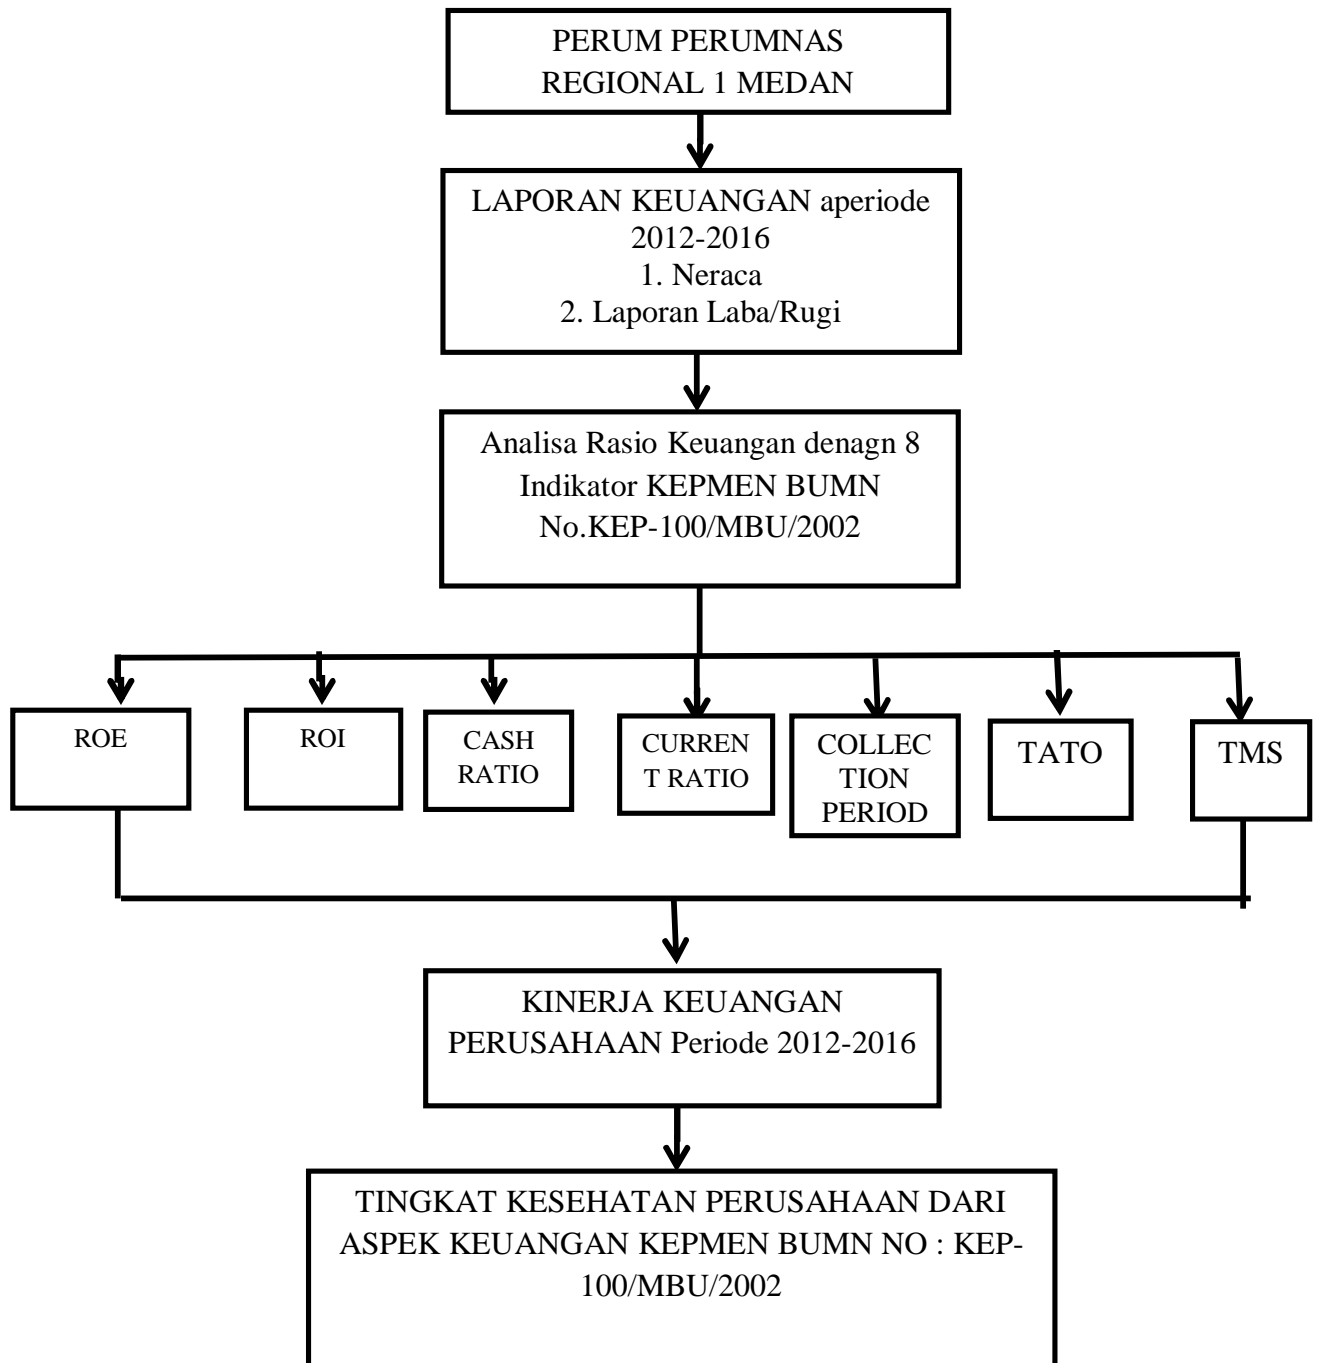 PERUM PERUMNAS
REGIONAL 1 MEDAN
LAPORAN KEUANGAN aperiode
2012-2016
1. Neraca
2. Laporan Laba/Rugi
Analisa Rasio Keuangan denagn 8
Indikator KEPMEN BUMN
No.KEP-100/MBU/2002
ROE
ROI
CASH
RATIO
CURREN
T RATIO
COLLEC
TION
PERIOD
TATO
TMS
KINERJA KEUANGAN
PERUSAHAAN Periode 2012-2016
TINGKAT KESEHATAN PERUSAHAAN DARI
ASPEK KEUANGAN KEPMEN BUMN NO : KEP-
100/MBU/2002